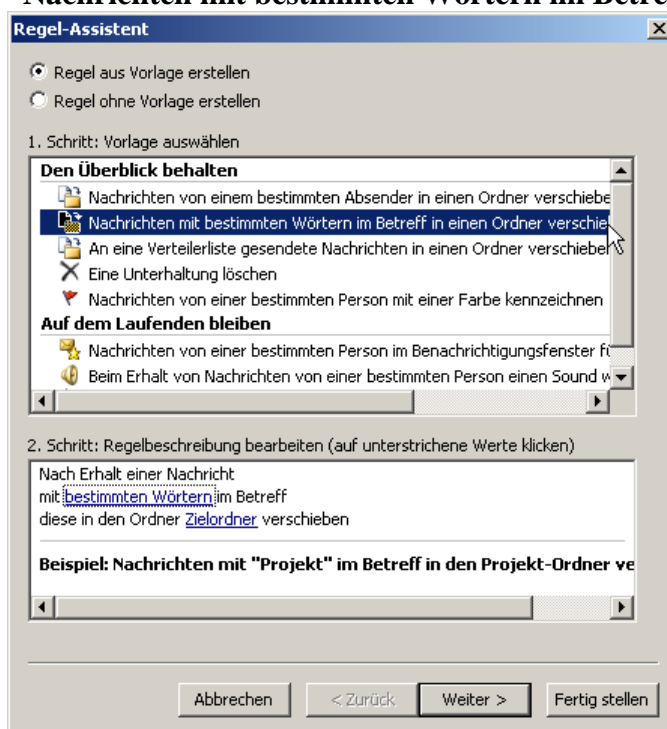 Nachrichten mit bestimmten Wörtern im Betre
Regel-Assistent
Regel aus Vorlage erstellen
Regel ohne Vorlage erstellen
1. Schritt: Vorlage auswählen
Den Überblick behalten
Nachrichten von einem bestimmten Absender in einen Ordner verschiebe
Nachrichten mit bestimmten Wörtern im Betreff in einen Ordner verschie
An eine Verteilerliste gesendete Nachrichten in einen Ordner verschieben
Eine Unterhaltung löschen
Nachrichten von einer bestimmten Person mit einer Farbe kennzeichnen
Auf dem Laufenden bleiben
Nachrichten von einer bestimmten Person im Benachrichtigungsfenster fü
Beim Erhalt von Nachrichten von einer bestimmten Person einen Sound w
2. Schritt: Regelbeschreibung bearbeiten (auf unterstrichene Werte klicken)
Nach Erhalt einer Nachricht
mit bestimmten Wörtern im Betreff
diese in den Ordner Zielordner verschieben
Beispiel: Nachrichten mit "Projekt" im Betreff in den Projekt-Ordner ve
Abbrechen < Zurück Weiter > Fertig stellen